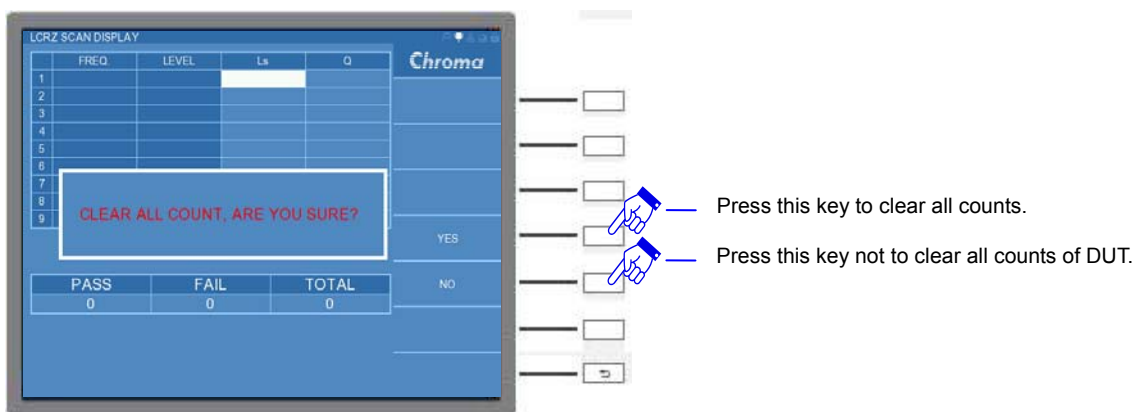 LCRZ SCAN DISPLAY
FREQ. LEVEL Ls Q
Chroma
1
2
3
4
5
6
7
8
9
CLEAR ALL COUNT, ARE YOU SURE?
YES
NO
PASS FAIL TOTAL
0 0 0
Press this key to clear all counts.
Press this key not to clear all counts of DUT.